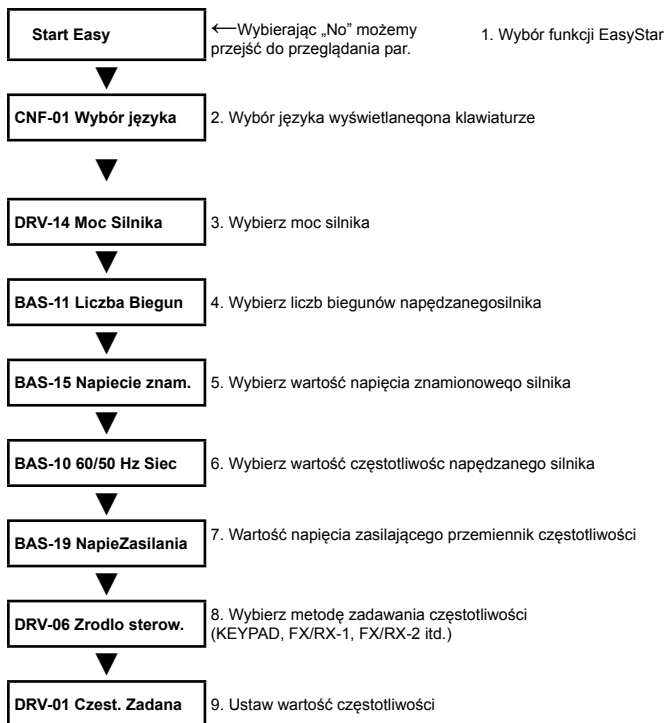 Start Easy
←Wybierając „No" możemy
przejść do przeglądania par.
1. Wybór funkcji EasyStar
CNF-01 Wybór języka
2. Wybór języka wyświetlaneqona klawiaturze
DRV-14 Moc Silnika
3. Wybierz moc silnika
BAS-11 Liczba Biegun
4. Wybierz liczb biegunów napędzanegosilnika
BAS-15 Napiecie znam.
5. Wybierz wartość napięcia znamionoweqo silnika
BAS-10 60/50 Hz Siec
6. Wybierz wartość częstotliwośc napędzanego silnika
BAS-19 NapieZasilania
7. Wartość napięcia zasilającego przemiennik częstotliwości
DRV-06 Zrodlo sterow.
8. Wybierz metodę zadawania częstotliwości
(KEYPAD, FX/RX-1, FX/RX-2 itd.)
DRV-01 Czest. Zadana
9. Ustaw wartość częstotliwości